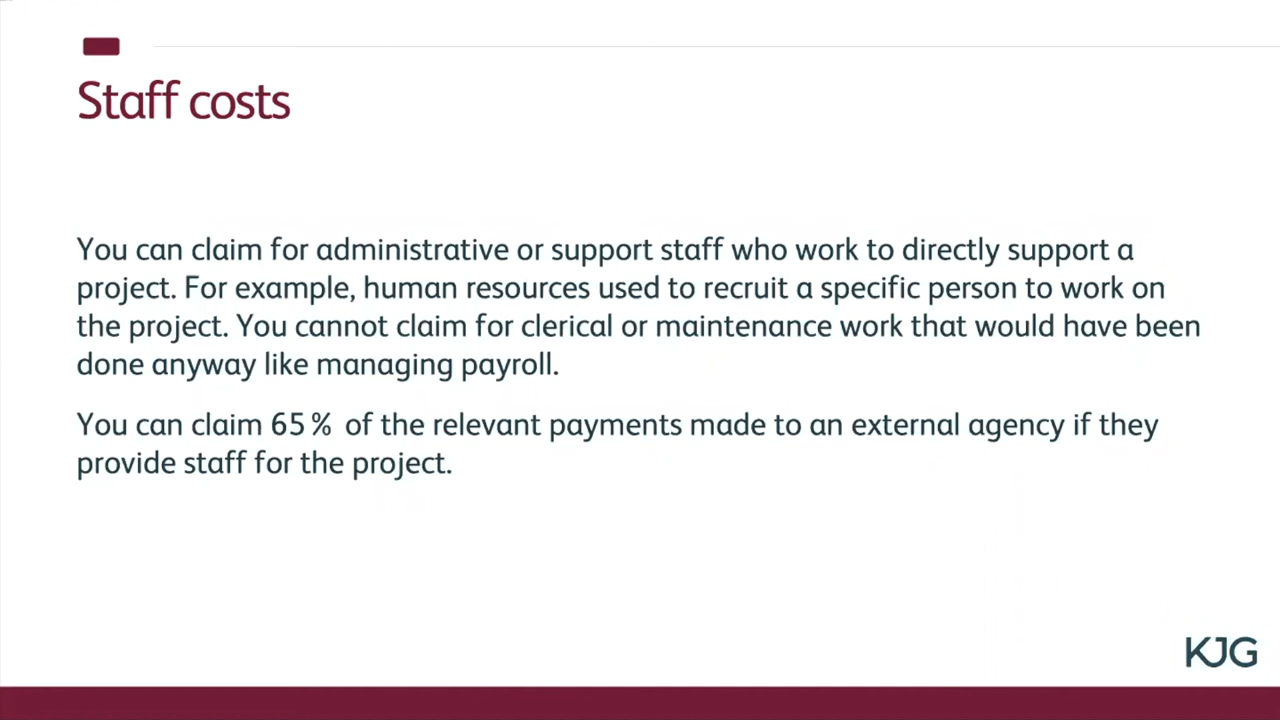 Staff costs
You can claim for administrative or support staff who work to directly support a
project. For example, human resources used to recruit a specific person to work on
the project. You cannot claim for clerical or maintenance work that would have been
done anyway like managing payroll.
You can claim 65% of the relevant payments made to an external agency if they
provide staff for the project.
KJG